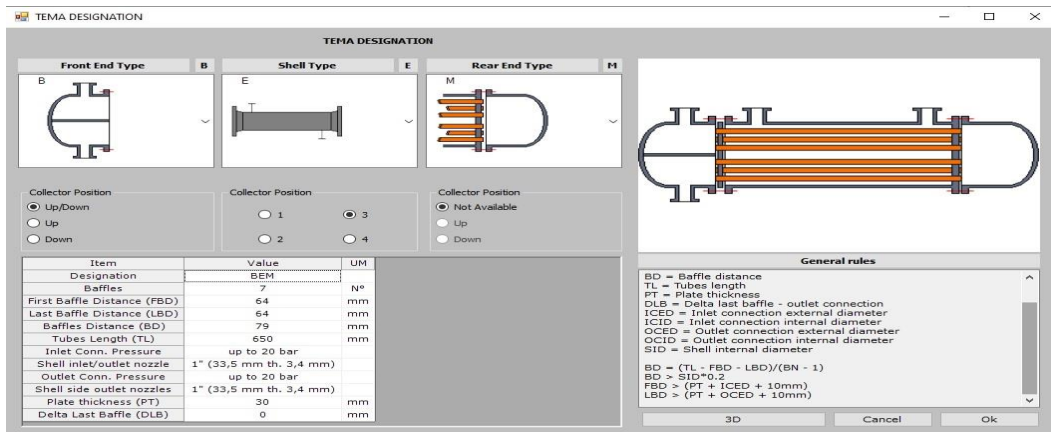 TEMA DESIGNATION
TEMA DESIGNATION
Front End Type B Shell Type E Rear End Type M
B E M
Collector Position Collector Position Collector Position
Up/Down 1 3 Not Available
Up Up
Down 2 4 Down
Item Value UM
Designation BEM
Baffles 7 N°
First Baffle Distance (FBD) 64 mm
Last Baffle Distance (LBD) 64 mm
Baffles Distance (BD) 79 mm
Tubes Length (TL) 650 mm
Inlet Conn. Pressure up to 20 bar
Shell inlet/outlet nozzle 1" (33,5 mm th. 3,4 mm)
Outlet Conn. Pressure up to 20 bar
Shell side outlet nozzles 1" (33,5 mm th. 3,4 mm)
Plate thickness (PT) 30 mm
Delta Last Baffle (DLB) 0 mm
General rules
BD = Baffle distance
TL = Tubes length
PT = Plate thickness
DLB = Delta last baffle - outlet connection
ICED = Inlet connection external diameter
ICID = Inlet connection internal diameter
OCED = Outlet connection external diameter
OCID = Outlet connection internal diameter
SID = Shell internal diameter
BD = (TL - FBD - LBD)/(BN - 1)
BD > SID*0.2
FBD > (PT + ICED + 10mm)
LBD > (PT + OCED + 10mm)
3D Cancel Ok